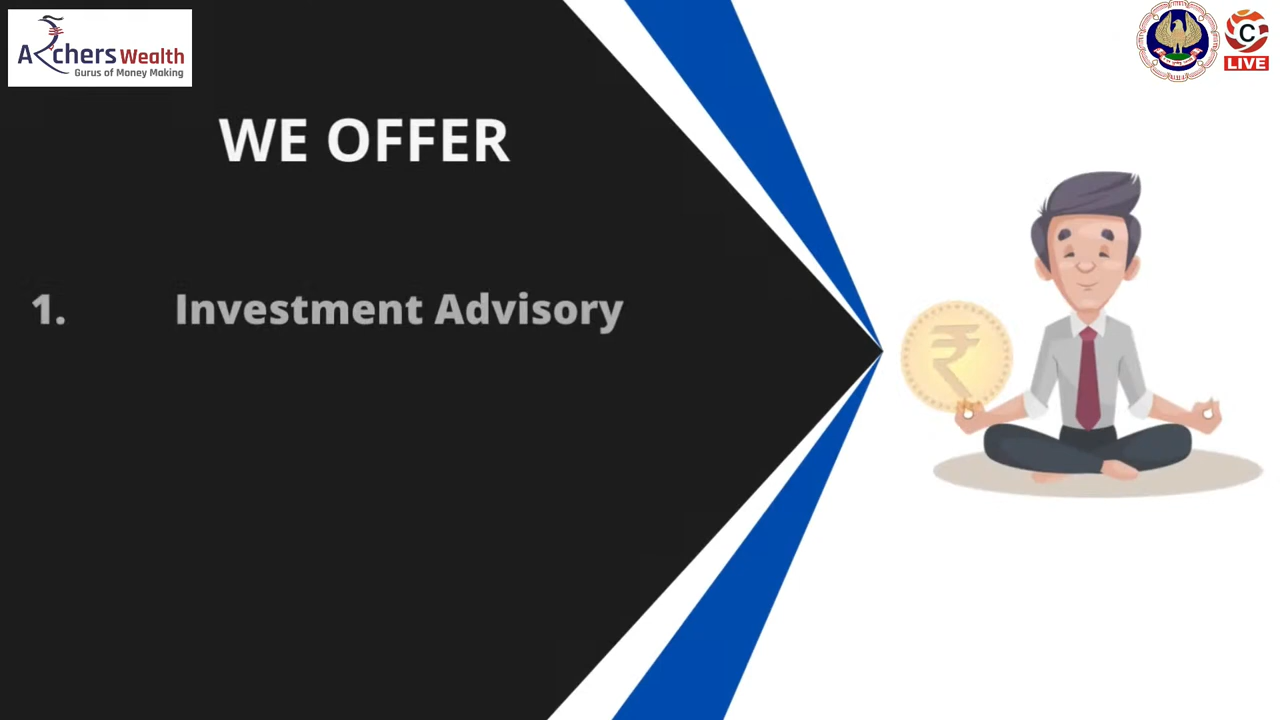 Archers Wealth
Gurus of Money Making
C
LIVE
WE OFFER
1. Investment Advisory
₹